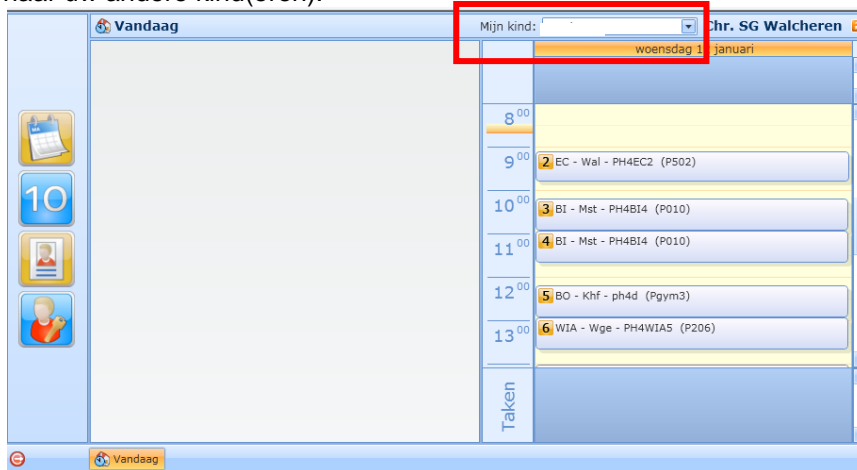 naar uw andere kind(eren).
Vandaag
Mijn kind:
Chr. SG Walcheren
woensdag 1 januari
8 00
9 00
2 EC - Wal - PH4EC2 (P502)
10
10 00
3 BI - Mst - PH4BI4 (P010)
11 00
4 BI - Mst - PH4BI4 (P010)
12 00
5 BO - Khf - ph4d (Pgym3)
13 00
6 WIA - Wge - PH4WIA5 (P206)
Taken
Vandaag